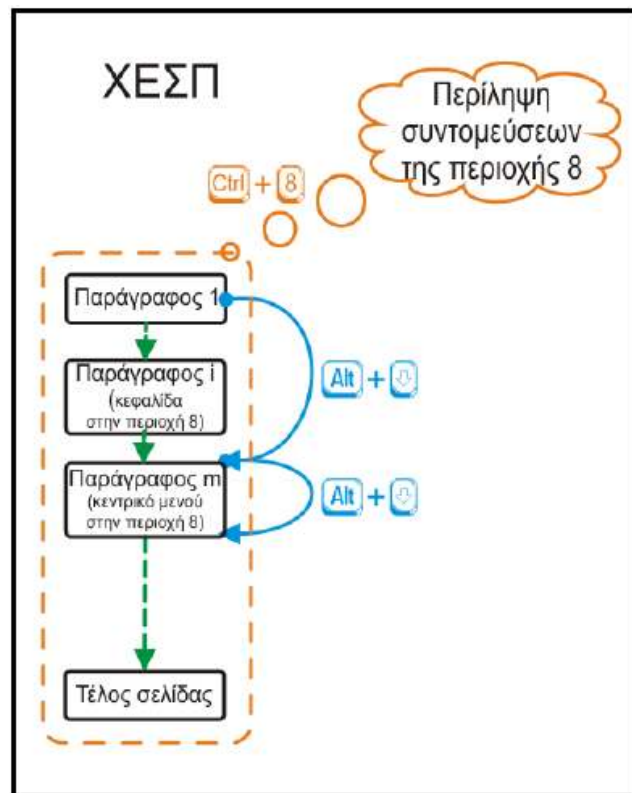 ΧΕΣΠ
Περίληψη
συντομεύσεων
της περιοχής 8
Ctrl + 8
Παράγραφος 1
Παράγραφος i
(κεφαλίδα
στην περιοχή 8)
Alt +
Παράγραφος m
(κεντρικό μενού
στην περιοχή 8)
Alt +
Τέλος σελίδας